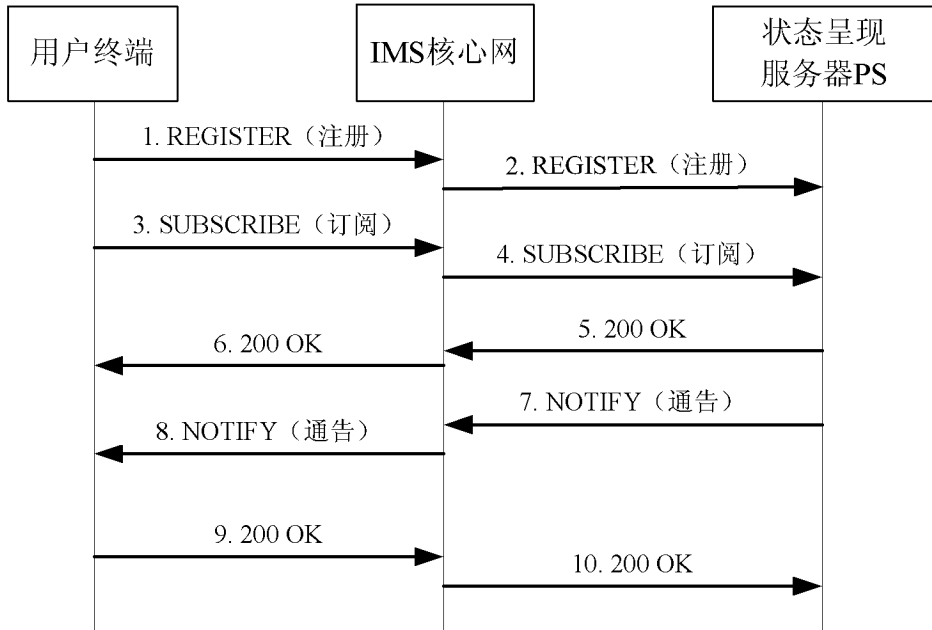 用户终端
IMS核心网
状态呈现
服务器PS
1. REGISTER（注册）
2. REGISTER（注册）
3. SUBSCRIBE（订阅）
4. SUBSCRIBE（订阅）
5. 200 OK
6. 200 OK
7. NOTIFY（通告）
8. NOTIFY（通告）
9. 200 OK
10. 200 OK